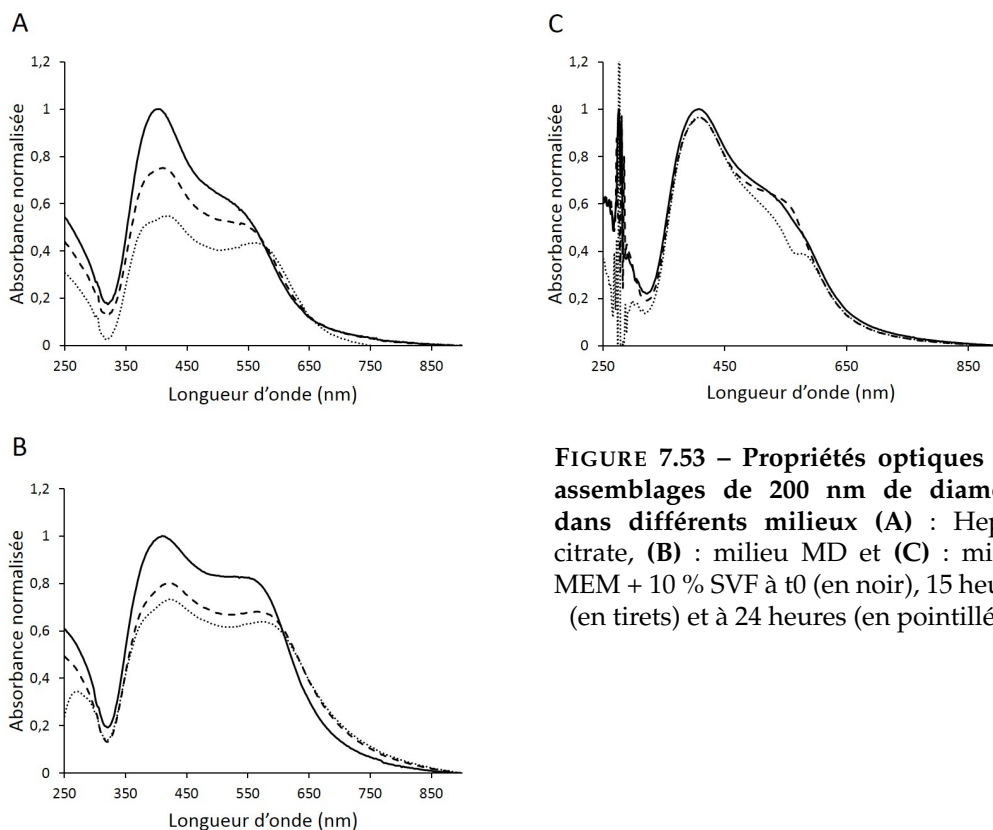 A
1,2
1
0,8
0,6
0,4
0,2
0
250 350 450 550 650 750 850
Absorbance normalisée
Longueur d'onde (nm)
C
1,2
1
0,8
0,6
0,4
0,2
0
250 450 650 850
Absorbance normalisée
Longueur d'onde (nm)
B
1,2
1
0,8
0,6
0,4
0,2
0
250 350 450 550 650 750 850
Absorbance normalisée
Longueur d'onde (nm)
FIGURE 7.53 – Propriétés optiques
assemblages de 200 nm de diam
dans différents milieux (A) : Hep
citrate, (B) : milieu MD et (C) : mi
MEM + 10 % SVF à t0 (en noir), 15 heu
(en tirets) et à 24 heures (en pointillé